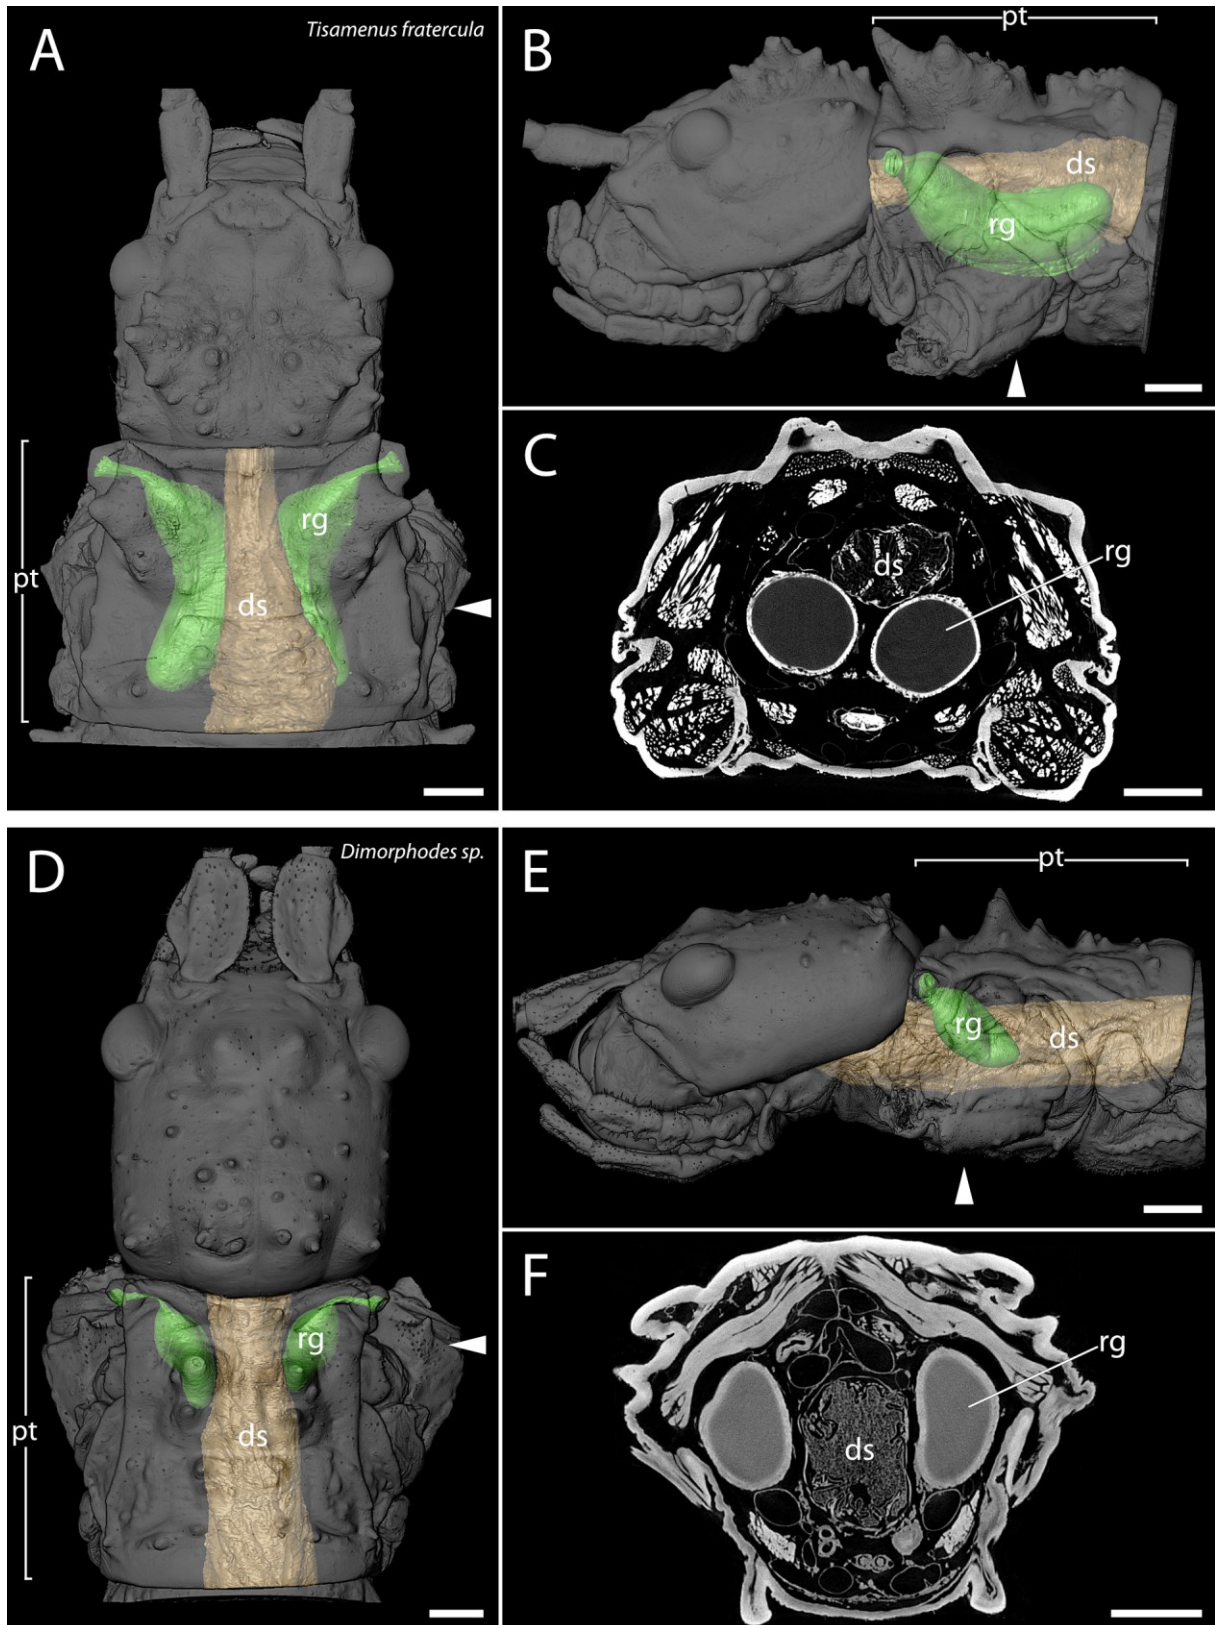 A
Tisamenus fratercula
rg
pt
ds
B
pt
ds
rg
C
rg
ds
D
Dimorphodes sp.
rg
pt
ds
E
pt
rg
ds
F
rg
ds